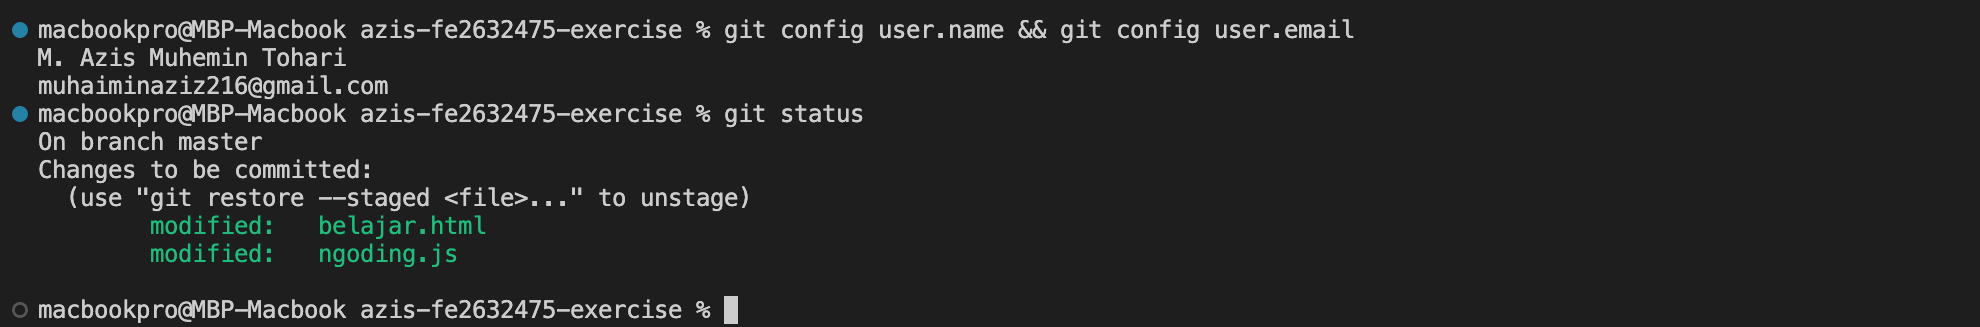 macbookpro@MBP-Macbook azis-fe2632475-exercise % git config user.name && git config user.email
M. Azis Muhemin Tohari
muhaiminaziz216@gmail.com
macbookpro@MBP-Macbook azis-fe2632475-exercise % git status
On branch master
Changes to be committed:
  (use "git restore --staged <file>..." to unstage)
        modified:   belajar.html
        modified:   ngoding.js
macbookpro@MBP-Macbook azis-fe2632475-exercise %